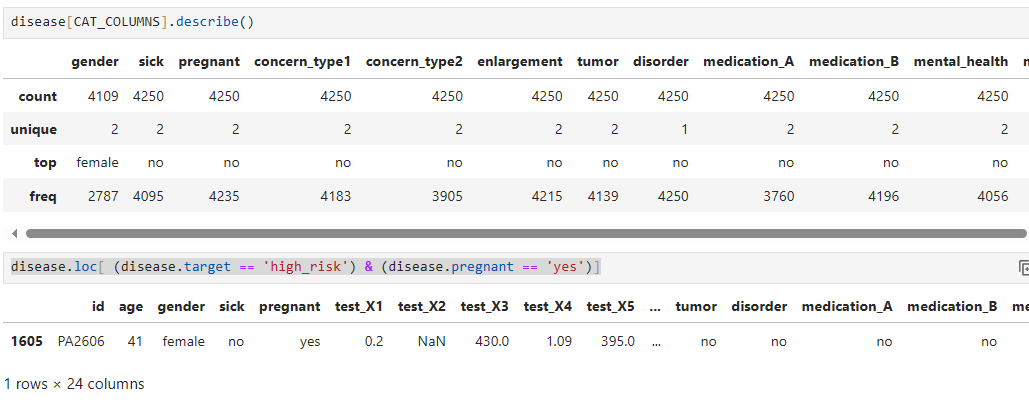 disease[CAT_COLUMNS].describe()
gender sick pregnant concern_type1 concern_type2 enlargement tumor disorder medication_A medication_B mental_health
count 4109 4250 4250 4250 4250 4250 4250 4250 4250 4250 4250
unique 2 2 2 2 2 2 2 1 2 2 2
top female no no no no no no no no no no
freq 2787 4095 4235 4183 3905 4215 4139 4250 3760 4196 4056
disease.loc[ (disease.target == 'high_risk') & (disease.pregnant == 'yes')]
id age gender sick pregnant test_X1 test_X2 test_X3 test_X4 test_X5 ... tumor disorder medication_A medication_B me
1605 PA2606 41 female no yes 0.2 NaN 430.0 1.09 395.0 ... no no no no
1 rows × 24 columns